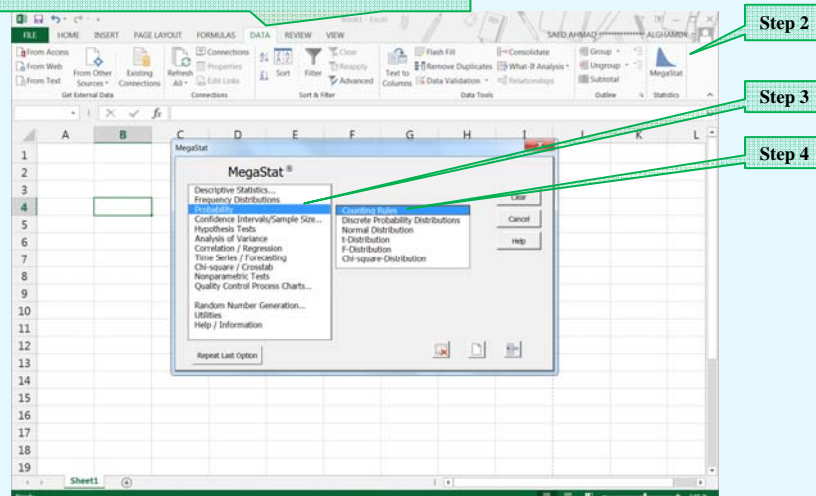 Step 2
Step 3
Step 4
Book1 - Excel
FILE HOME INSERT PAGE LAYOUT FORMULAS DATA REVIEW VIEW SAEED AHMAD ALGHAMDI
From Access
From Web
From Text
From Other Sources
Existing Connections
Get External Data
Refresh All
Connections
Properties
Edit Links
Connections
Sort
Filter
Clear
Reapply
Advanced
Sort & Filter
Text to Columns
Flash Fill
Remove Duplicates
Data Validation
Consolidate
What-If Analysis
Relationships
Data Tools
Group
Ungroup
Subtotal
Outline
MegaStat
Statistics
fx
A B C D E F G H I J K L
1
2
3
4
5
6
7
8
9
10
11
12
13
14
15
16
17
18
19
MegaStat
MegaStat ®
Descriptive Statistics...
Frequency Distributions
Probability
Confidence Intervals/Sample Size...
Hypothesis Tests
Analysis of Variance
Correlation / Regression
Time Series / Forecasting
Chi-square / Crosstab
Nonparametric Tests
Quality Control Process Charts...
Random Number Generation...
Utilities
Help / Information
Repeat Last Option
Counting Rules
Discrete Probability Distributions
Normal Distribution
t-Distribution
F-Distribution
Chi-square-Distribution
Clear
Cancel
Help
Sheet1